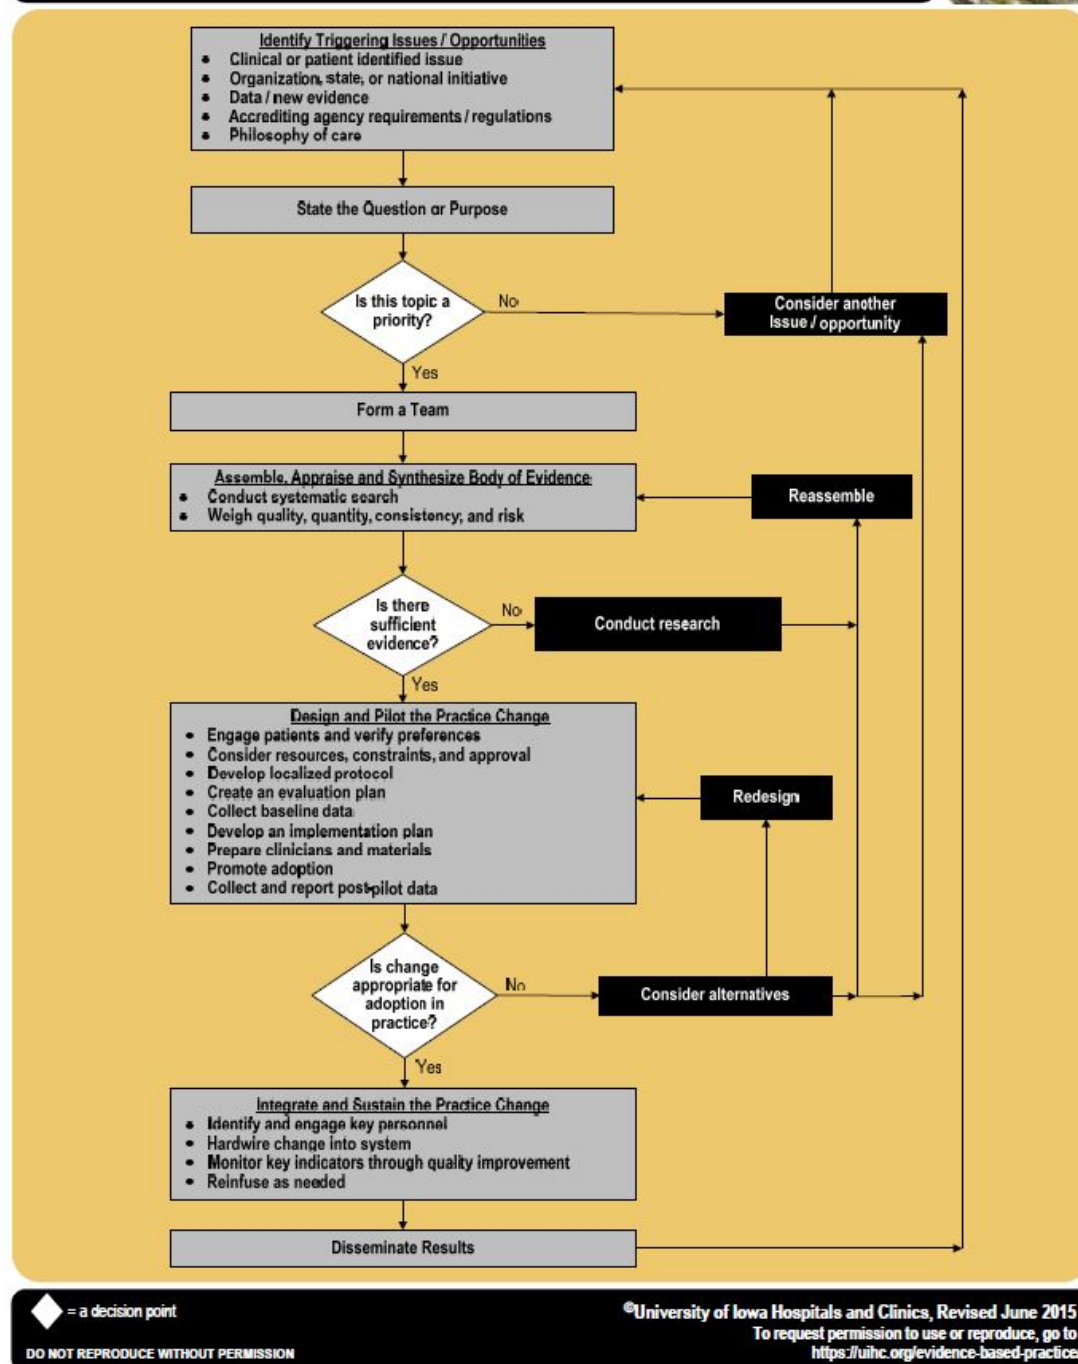 Identify Triggering Issues / Opportunities
• Clinical or patient identified issue
• Organization, state, or national initiative
• Data / new evidence
• Accrediting agency requirements / regulations
• Philosophy of care
State the Question or Purpose
Is this topic a
priority?
No
Consider another
Issue / opportunity
Yes
Form a Team
Assemble, Appraise and Synthesize Body of Evidence
• Conduct systematic search
• Weigh quality, quantity, consistency, and risk
Reassemble
Is there
sufficient
evidence?
No
Conduct research
Yes
Design and Pilot the Practice Change
• Engage patients and verify preferences
• Consider resources, constraints, and approval
• Develop localized protocol
• Create an evaluation plan
• Collect baseline data
• Develop an implementation plan
• Prepare clinicians and materials
• Promote adoption
• Collect and report post-pilot data
Redesign
Is change
appropriate for
adoption in
practice?
No
Consider alternatives
Yes
Integrate and Sustain the Practice Change
• Identify and engage key personnel
• Hardwire change into system
• Monitor key indicators through quality improvement
• Reinfuse as needed
Disseminate Results
= a decision point
DO NOT REPRODUCE WITHOUT PERMISSION
©University of Iowa Hospitals and Clinics, Revised June 2015
To request permission to use or reproduce, go to
https://uihc.org/evidence-based-practice